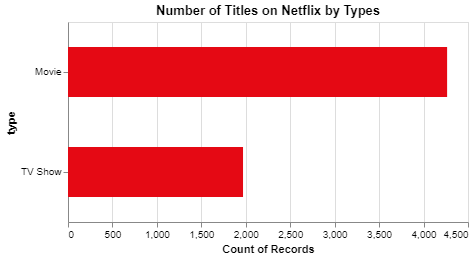 Number of Titles on Netflix by Types
Movie
type
TV Show
0 500 1,000 1,500 2,000 2,500 3,000 3,500 4,000 4,500
Count of Records